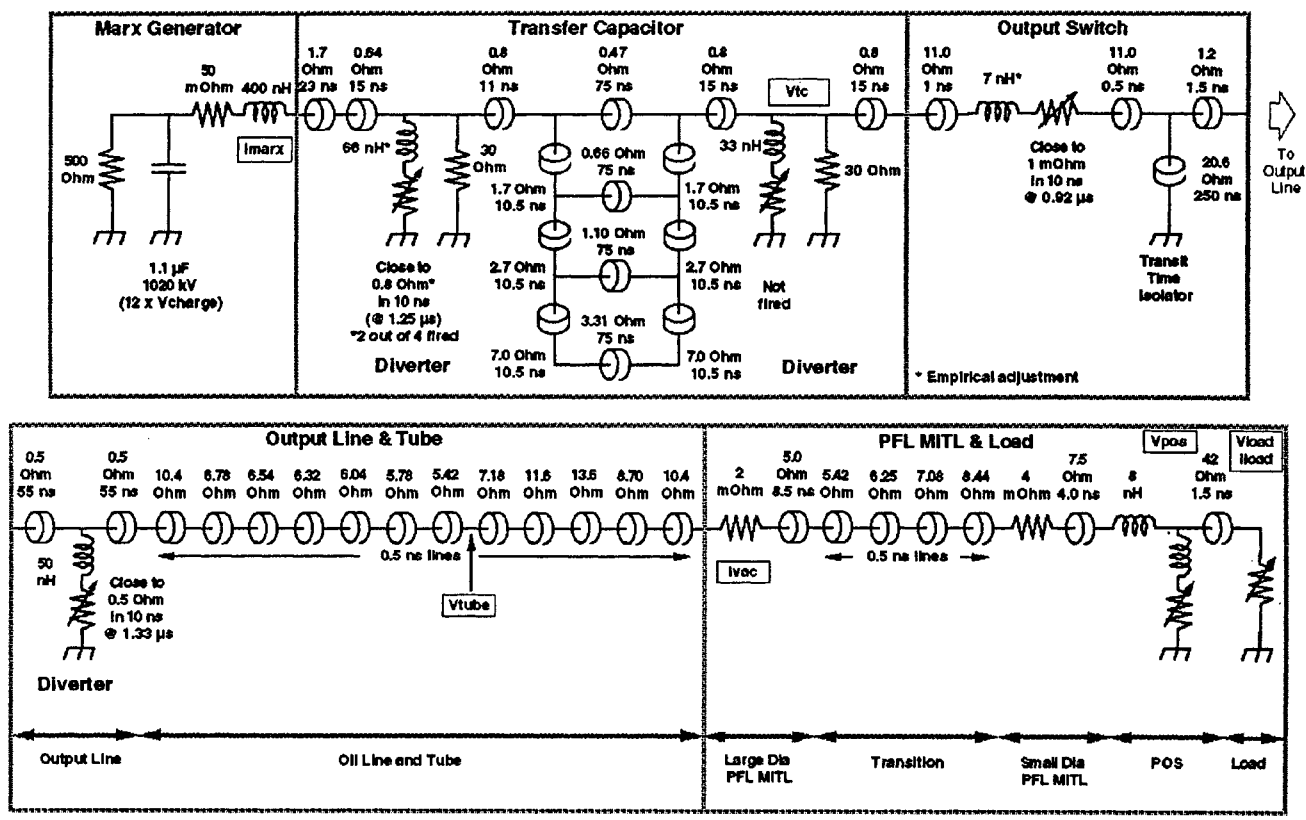 Marx Generator
500
Ohm
1.1 μF
1020 kV
(12 x Vcharge)
50
mOhm
400 nH
Imarx
Transfer Capacitor
1.7
Ohm
23 ns
0.64
Ohm
15 ns
66 nH*
Close to
0.8 Ohm*
in 10 ns
(@ 1.25 μs)
*2 out of 4 fired
Diverter
30
Ohm
0.8
Ohm
11 ns
0.47
Ohm
75 ns
0.8
Ohm
15 ns
0.66 Ohm
75 ns
1.7 Ohm
10.5 ns
1.7 Ohm
10.5 ns
1.10 Ohm
75 ns
2.7 Ohm
10.5 ns
2.7 Ohm
10.5 ns
3.31 Ohm
75 ns
7.0 Ohm
10.5 ns
7.0 Ohm
10.5 ns
Vtc
33 nH
Not
fired
Diverter
30 Ohm
0.8
Ohm
15 ns
Output Switch
11.0
Ohm
1 ns
7 nH*
Close to
1 mOhm
in 10 ns
@ 0.92 μs
11.0
Ohm
0.5 ns
1.2
Ohm
1.5 ns
20.6
Ohm
250 ns
Transit
Time
Isolator
* Empirical adjustment
To
Output
Line
Output Line & Tube
0.5
Ohm
55 ns
0.5
Ohm
55 ns
50
nH
Close to
0.5 Ohm
in 10 ns
@ 1.33 μs
Diverter
10.4
Ohm
6.78
Ohm
6.54
Ohm
6.32
Ohm
6.04
Ohm
5.78
Ohm
5.42
Ohm
7.18
Ohm
11.6
Ohm
13.6
Ohm
8.70
Ohm
10.4
Ohm
0.5 ns lines
Vtube
Output Line
Oil Line and Tube
PFL MITL & Load
2
mOhm
5.0
Ohm
8.5 ns
5.42
Ohm
6.25
Ohm
7.08
Ohm
8.44
Ohm
4
mOhm
7.5
Ohm
4.0 ns
8
nH
Vpos
42
Ohm
1.5 ns
Vload
Iload
Ivac
0.5 ns lines
Large Dia
PFL MITL
Transition
Small Dia
PFL MITL
POS
Load